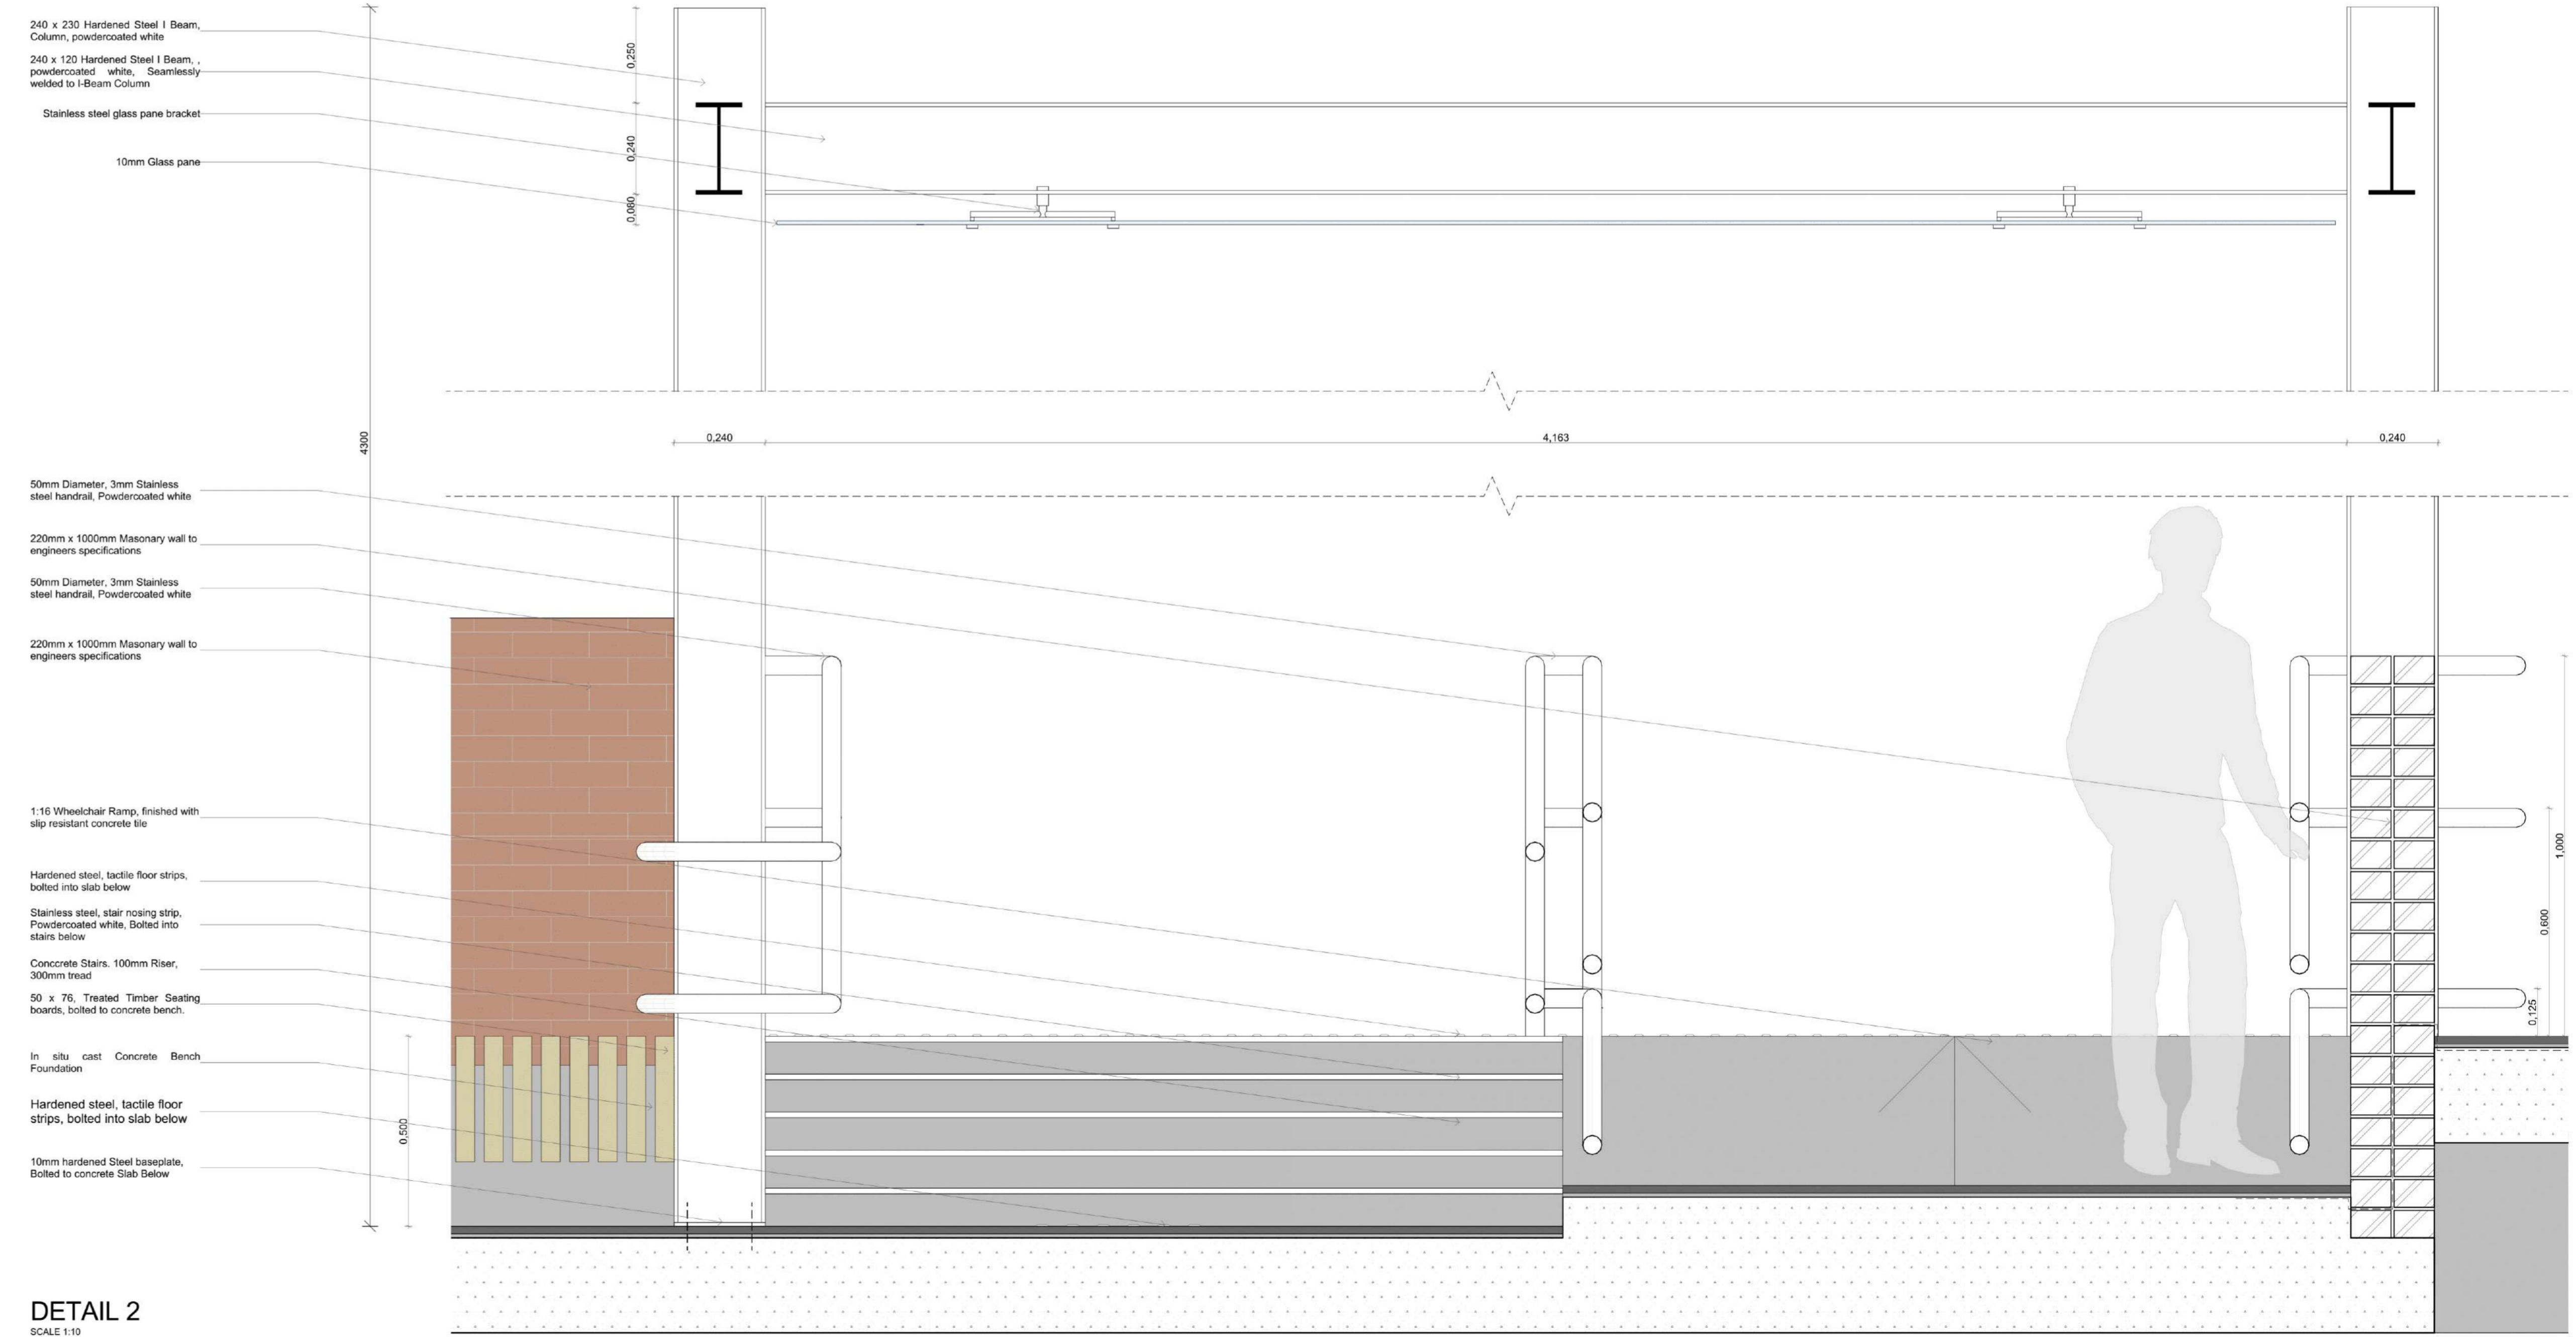 240 x 230 Hardened Steel I Beam,
Column, powdercoated white
240 x 120 Hardened Steel I Beam, ,
powdercoated white, Seamlessly
welded to I-Beam Column
Stainless steel glass pane bracket
10mm Glass pane
0,250
0,240
0,080
4300
0,240
4,163
0,240
50mm Diameter, 3mm Stainless
steel handrail, Powdercoated white
220mm x 1000mm Masonary wall to
engineers specifications
50mm Diameter, 3mm Stainless
steel handrail, Powdercoated white
220mm x 1000mm Masonary wall to
engineers specifications
1:16 Wheelchair Ramp, finished with
slip resistant concrete tile
Hardened steel, tactile floor strips,
bolted into slab below
Stainless steel, stair nosing strip,
Powdercoated white, Bolted into
stairs below
Conccrete Stairs. 100mm Riser,
300mm tread
50 x 76, Treated Timber Seating
boards, bolted to concrete bench.
In situ cast Concrete Bench
Foundation
Hardened steel, tactile floor
strips, bolted into slab below
10mm hardened Steel baseplate,
Bolted to concrete Slab Below
0,500
1,000
0,600
0,125
DETAIL 2
SCALE 1:10